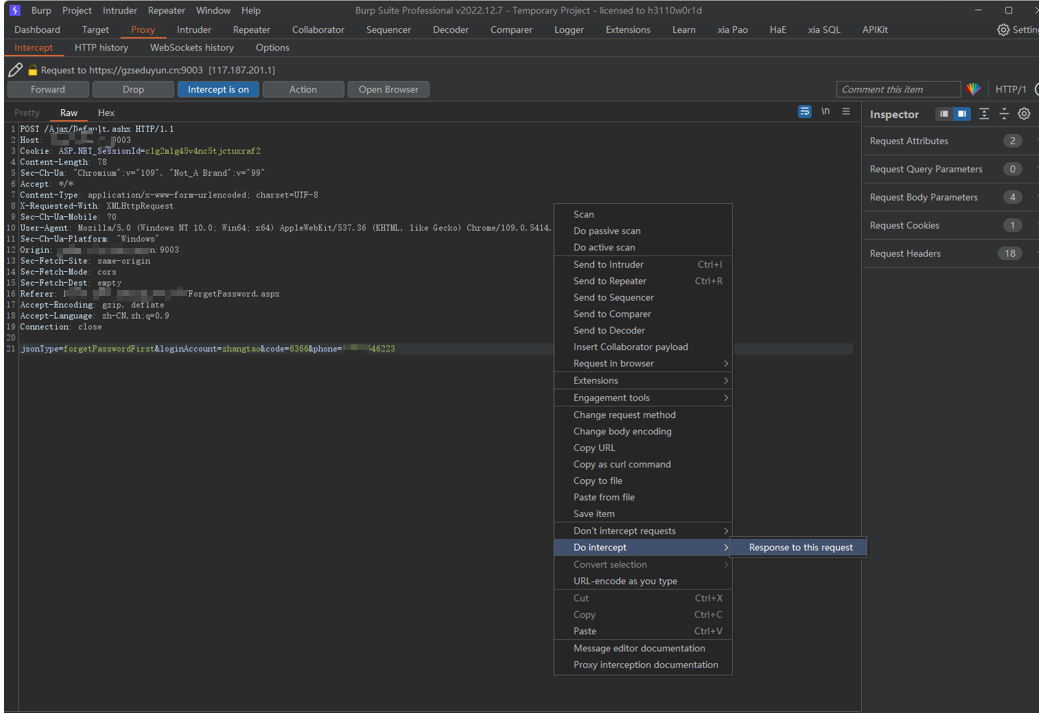 Burp Project Intruder Repeater Window Help Burp Suite Professional v2022.12.7 - Temporary Project - licensed to h3110w0r1d
Dashboard Target Proxy Intruder Repeater Collaborator Sequencer Decoder Comparer Logger Extensions Learn xia Pao HaE xia SQL APIKit Settin
Intercept HTTP history WebSockets history Options
Request to https://gzseduyun.cn:9003 [117.187.201.1]
Forward Drop Intercept is on Action Open Browser Comment this item HTTP/1
Pretty Raw Hex \n Inspector
1 POST /Ajax/Default.ashx HTTP/1.1
2 Host: 9003
3 Cookie: ASP.NET_SessionId=clg2mlg45v4nc5tjctuxraf2
4 Content-Length: 78
5 Sec-Ch-Ua: "Chromium";v="109", "Not_A Brand";v="99"
6 Accept: */*
7 Content-Type: application/x-www-form-urlencoded; charset=UTF-8
8 X-Requested-With: XMLHttpRequest
9 Sec-Ch-Ua-Mobile: ?0
10 User-Agent: Mozilla/5.0 (Windows NT 10.0; Win64; x64) AppleWebKit/537.36 (KHTML, like Gecko) Chrome/109.0.5414.
11 Sec-Ch-Ua-Platform: "Windows"
12 Origin: n:9003
13 Sec-Fetch-Site: same-origin
14 Sec-Fetch-Mode: cors
15 Sec-Fetch-Dest: empty
16 Referer: /ForgetPassword.aspx
17 Accept-Encoding: gzip, deflate
18 Accept-Language: zh-CN,zh;q=0.9
19 Connection: close
20
21 jsonType=forgetPasswordFirst&loginAccount=zhangtao&code=6366&phone= 46223
Scan
Do passive scan
Do active scan
Send to Intruder Ctrl+I
Send to Repeater Ctrl+R
Send to Sequencer
Send to Comparer
Send to Decoder
Insert Collaborator payload
Request in browser
Extensions
Engagement tools
Change request method
Change body encoding
Copy URL
Copy as curl command
Copy to file
Paste from file
Save item
Don't intercept requests
Do intercept
Response to this request
Convert selection
URL-encode as you type
Cut Ctrl+X
Copy Ctrl+C
Paste Ctrl+V
Message editor documentation
Proxy interception documentation
Request Attributes 2
Request Query Parameters 0
Request Body Parameters 4
Request Cookies 1
Request Headers 18